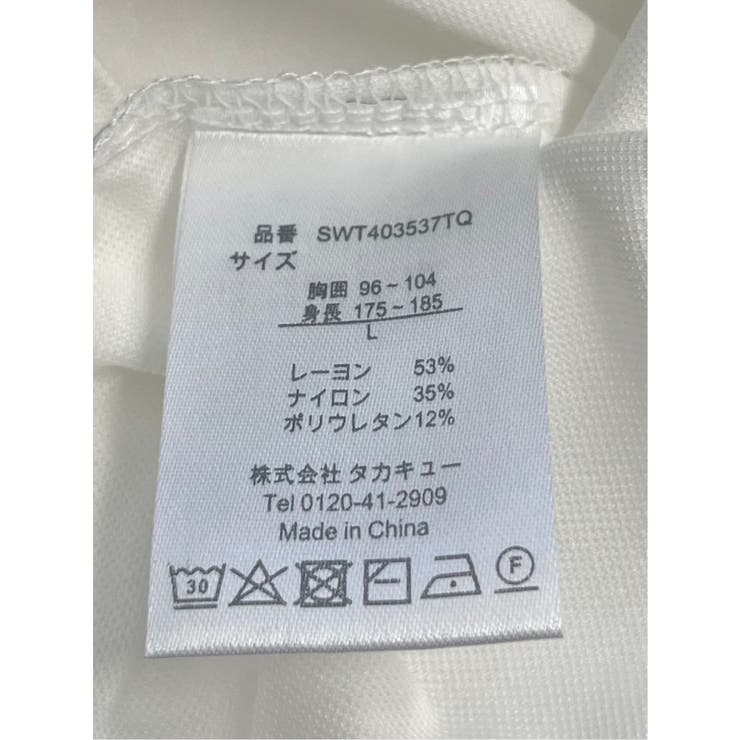 品番 SWT403537TQ
サイズ
胸囲 96～104
身長 175～185
L
レーヨン 53%
ナイロン 35%
ポリウレタン 12%
株式会社 タカキュー
Tel 0120-41-2909
Made in China
30 F